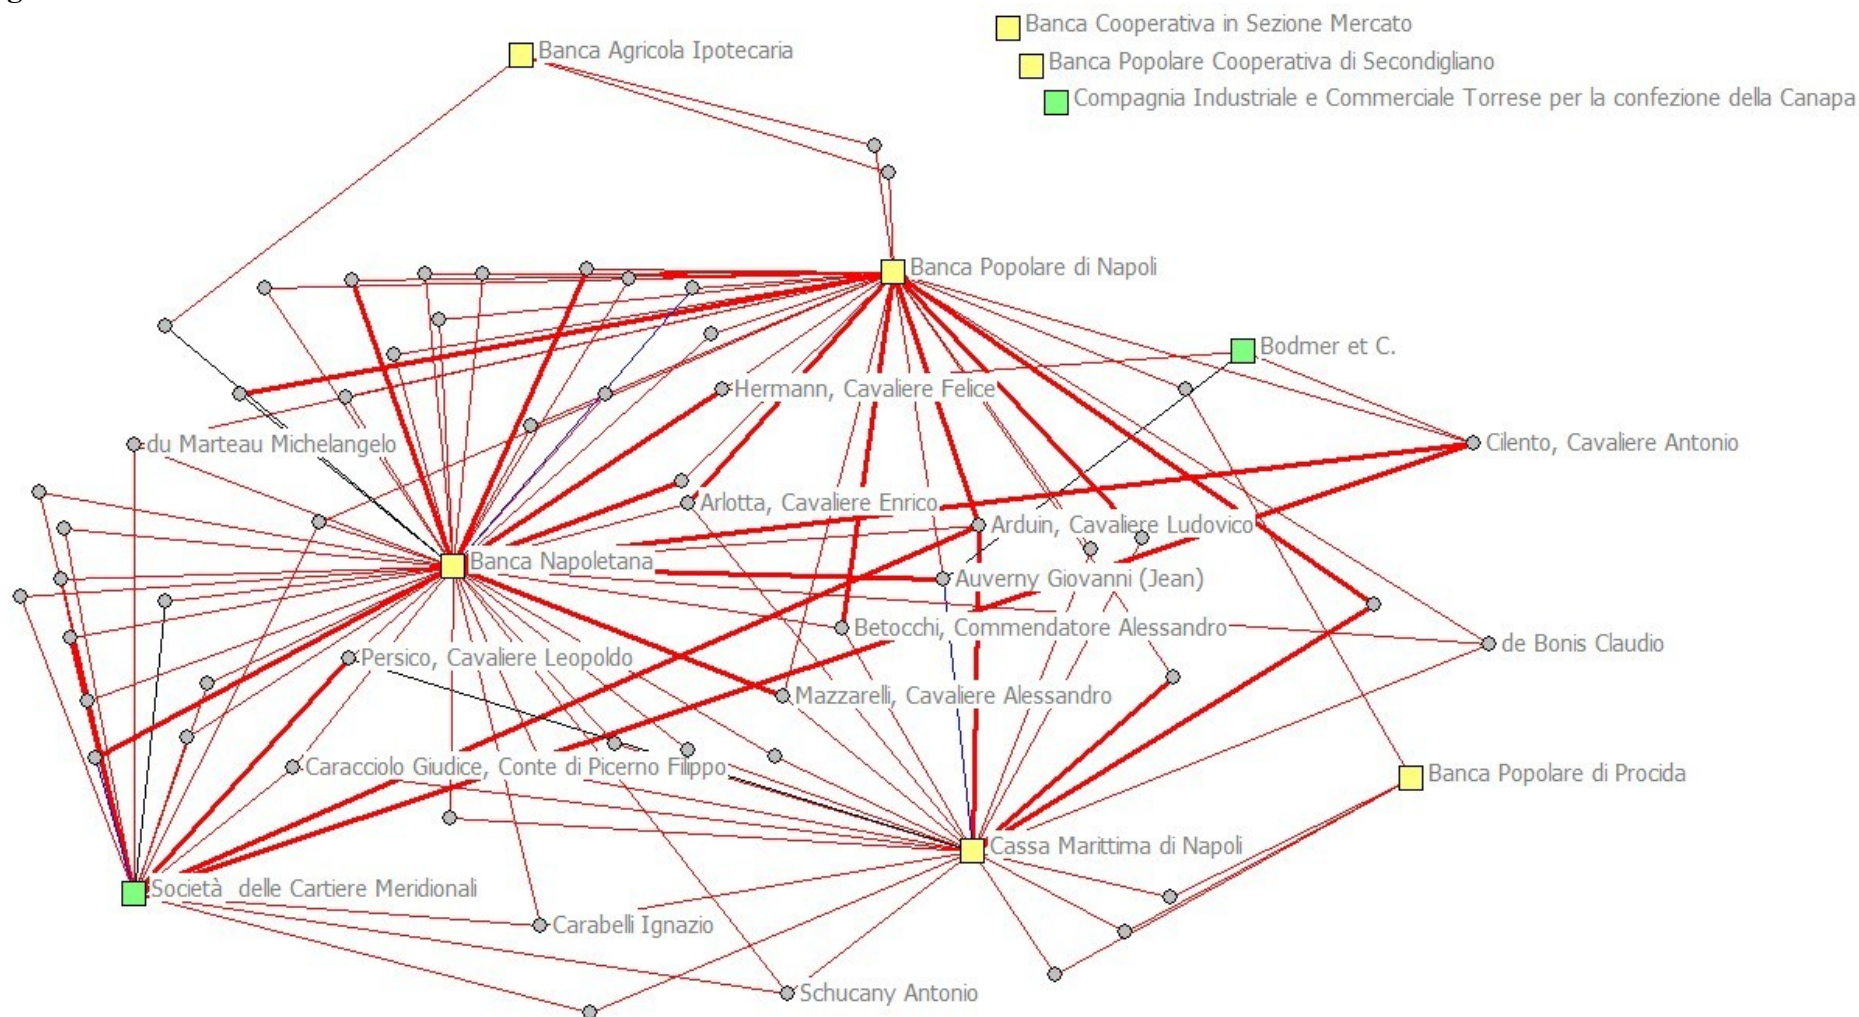 Banca Cooperativa in Sezione Mercato
Banca Agricola Ipotecaria
Banca Popolare Cooperativa di Secondigliano
Compagnia Industriale e Commerciale Torrese per la confezione della Canapa
Banca Popolare di Napoli
Bodmer et C.
Hermann, Cavaliere Felice
du Marteau Michelangelo
Cilento, Cavaliere Antonio
Arlotta, Cavaliere Enrico
Arduin, Cavaliere Ludovico
Banca Napoletana
Auverny Giovanni (Jean)
Betocchi, Commendatore Alessandro
de Bonis Claudio
Persico, Cavaliere Leopoldo
Mazzarelli, Cavaliere Alessandro
Caracciolo Giudice, Conte di Picerno Filippo
Banca Popolare di Procida
Cassa Marittima di Napoli
Società delle Cartiere Meridionali
Carabelli Ignazio
Schucany Antonio